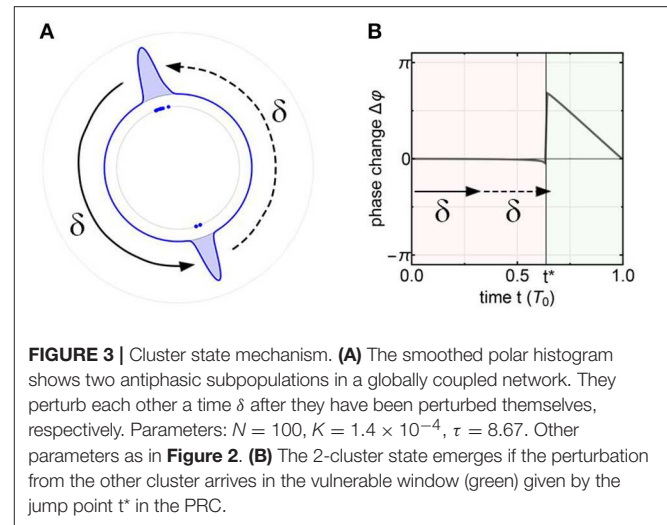 A
B
δ
δ
phase change Δφ
π
0
−π
δ
δ
0.0
0.5
t*
1.0
time t (T₀)
FIGURE 3 | Cluster state mechanism. (A) The smoothed polar histogram
shows two antiphasic subpopulations in a globally coupled network. They
perturb each other a time δ after they have been perturbed themselves,
respectively. Parameters: N = 100, K = 1.4 × 10⁻⁴, τ = 8.67. Other
parameters as in Figure 2. (B) The 2-cluster state emerges if the perturbation
from the other cluster arrives in the vulnerable window (green) given by the
jump point t* in the PRC.